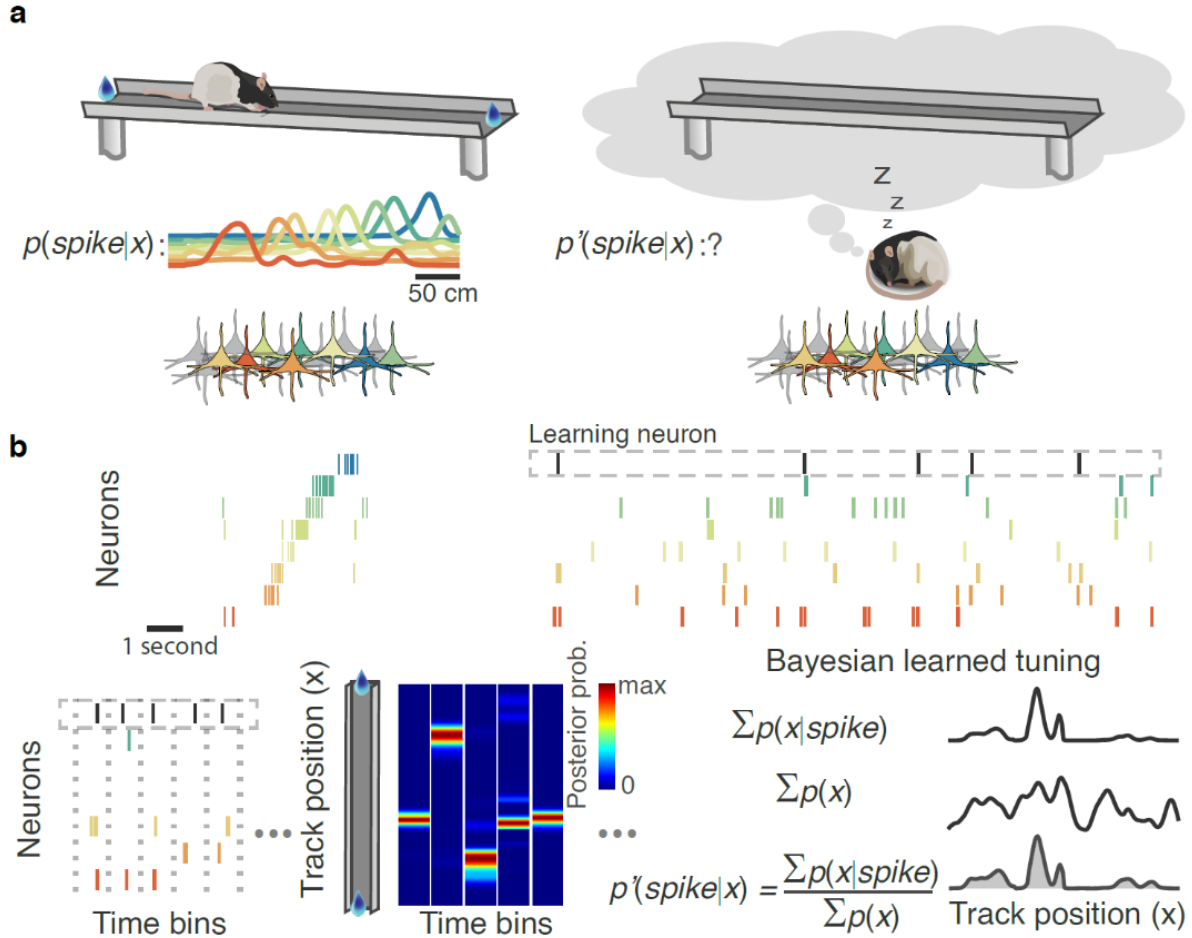 a
p(spike|x) :
50 cm
z
z
z
p'(spike|x) :?
b
Neurons
1 second
Learning neuron
Neurons
Time bins
Track position (x)
Time bins
Posterior prob.
max
0
Bayesian learned tuning
Σp(x|spike)
Σp(x)
p'(spike|x) = Σp(x|spike)
Σp(x)
Track position (x)